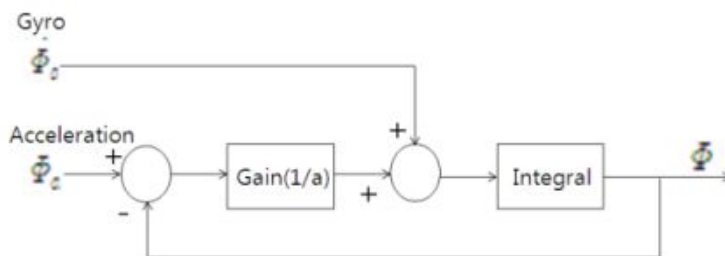 Gyro
Φ̇
+
Acceleration
+
Φ
Gain(1/a)
+
Integral
Φ
-